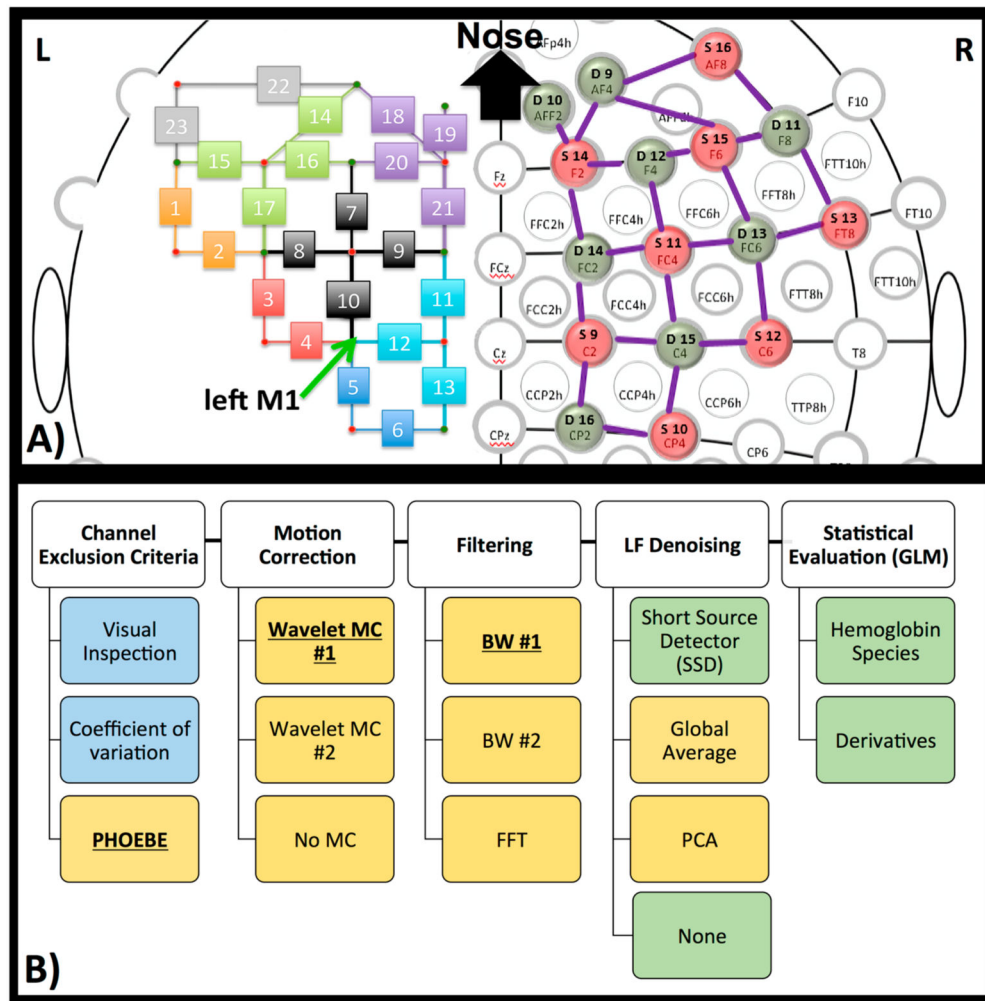 L
Nose
R
AFp4h
S 16
AF8
D 9
AF4
D 10
AFF2
D 11
F8
F10
S 15
F6
S 14
F2
D 12
F4
Fz
FTT10h
FFT8h
FFC2h
FFC4h
FFC6h
S 13
FT8
FT10
D 14
FC2
S 11
FC4
D 13
FC6
FCz
FTT8h
FTT10h
FCC2h
FCC4h
FCC6h
Cz
S 9
C2
D 15
C4
S 12
C6
T8
CCP2h
CCP4h
CCP6h
TTP8h
CPz
D 16
CP2
S 10
CP4
CP6
22
14
18
23
19
15
16
20
1
17
7
21
2
8
9
3
10
11
4
12
5
13
6
left M1
A)
Channel
Exclusion Criteria
Motion
Correction
Filtering
LF Denoising
Statistical
Evaluation (GLM)
Visual
Inspection
Wavelet MC
#1
BW #1
Short Source
Detector
(SSD)
Hemoglobin
Species
Coefficient of
variation
Wavelet MC
#2
BW #2
Global
Average
Derivatives
PHOEBE
No MC
FFT
PCA
None
B)